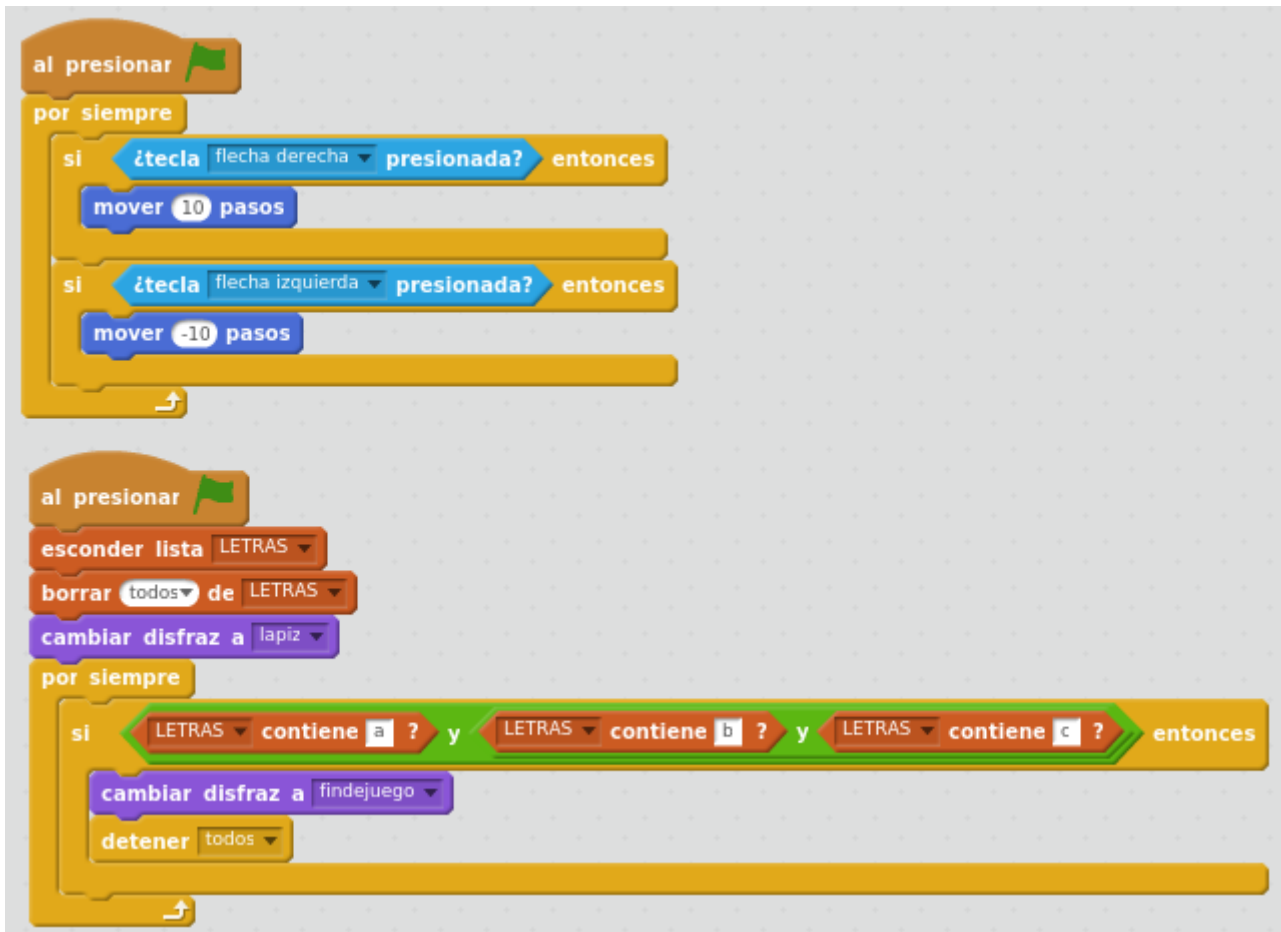 al presionar
por siempre
si ¿tecla flecha derecha presionada? entonces
mover 10 pasos
si ¿tecla flecha izquierda presionada? entonces
mover -10 pasos
al presionar
esconder lista LETRAS
borrar todos de LETRAS
cambiar disfraz a lapiz
por siempre
si LETRAS contiene a ? y LETRAS contiene b ? y LETRAS contiene c ? entonces
cambiar disfraz a findejuego
detener todos